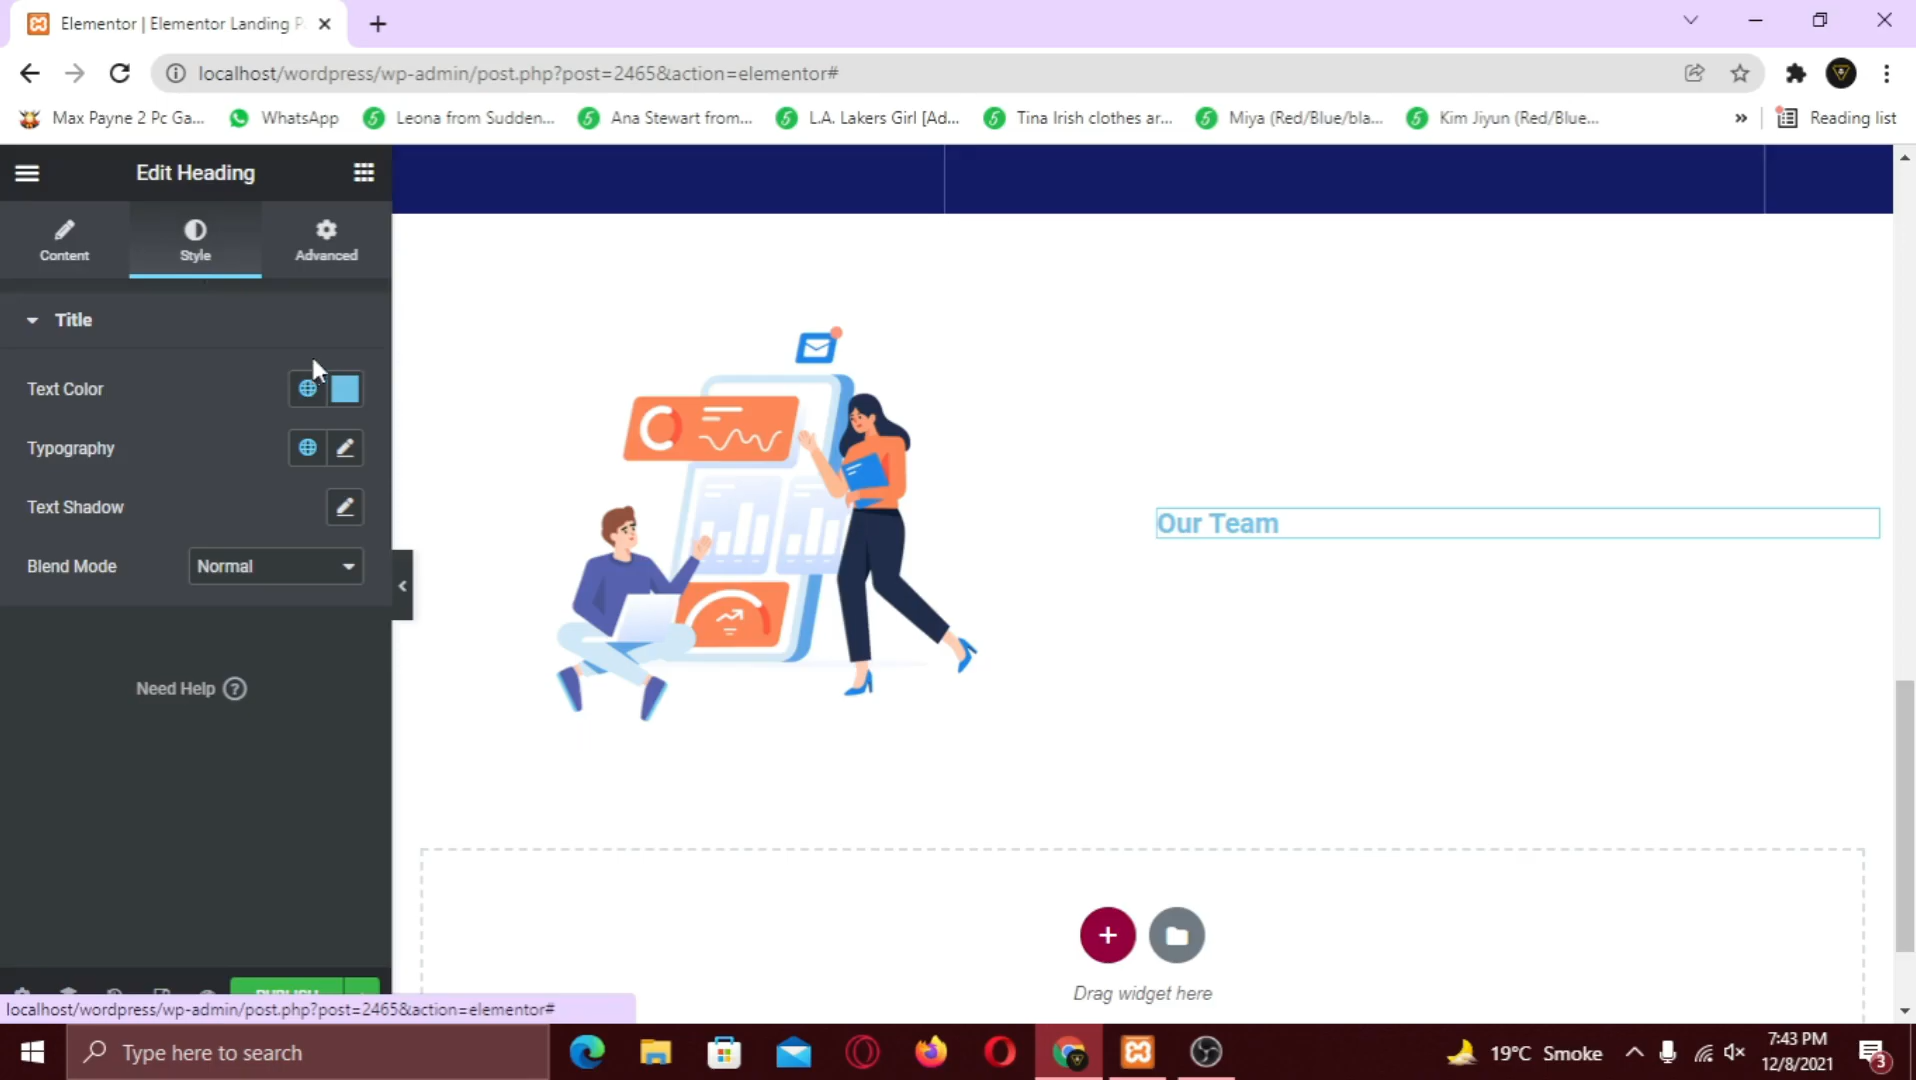 Elementor | Elementor Landing P
localhost/wordpress/wp-admin/post.php?post=2465&action=elementor#
Max Payne 2 Pc Ga...
WhatsApp
Leona from Sudden...
Ana Stewart from...
L.A. Lakers Girl [Ad...
Tina Irish clothes ar...
Miya (Red/Blue/bla...
Kim Jiyun (Red/Blue...
»
Reading list
Edit Heading
Content
Style
Advanced
Title
Text Color
Typography
Text Shadow
Blend Mode
Normal
Need Help ?
Our Team
Drag widget here
PUBLISH
localhost/wordpress/wp-admin/post.php?post=2465&action=elementor#
Type here to search
19°C Smoke
7:43 PM
12/8/2021
3